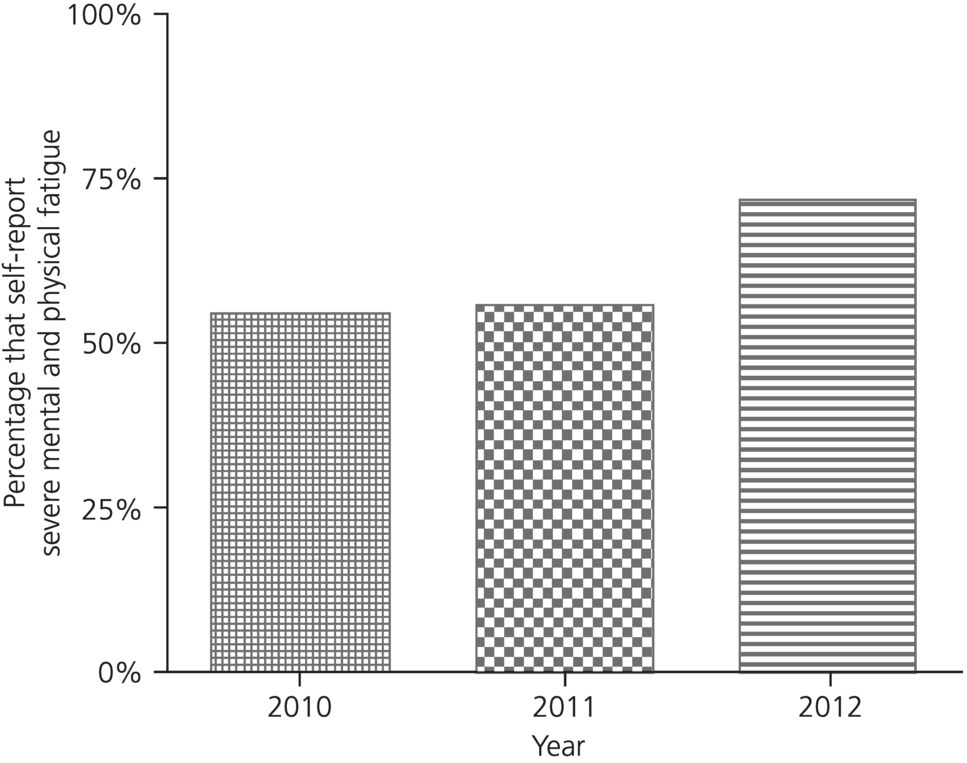 100%
75%
50%
25%
0%
Percentage that self-report
severe mental and physical fatigue
2010
2011
2012
Year